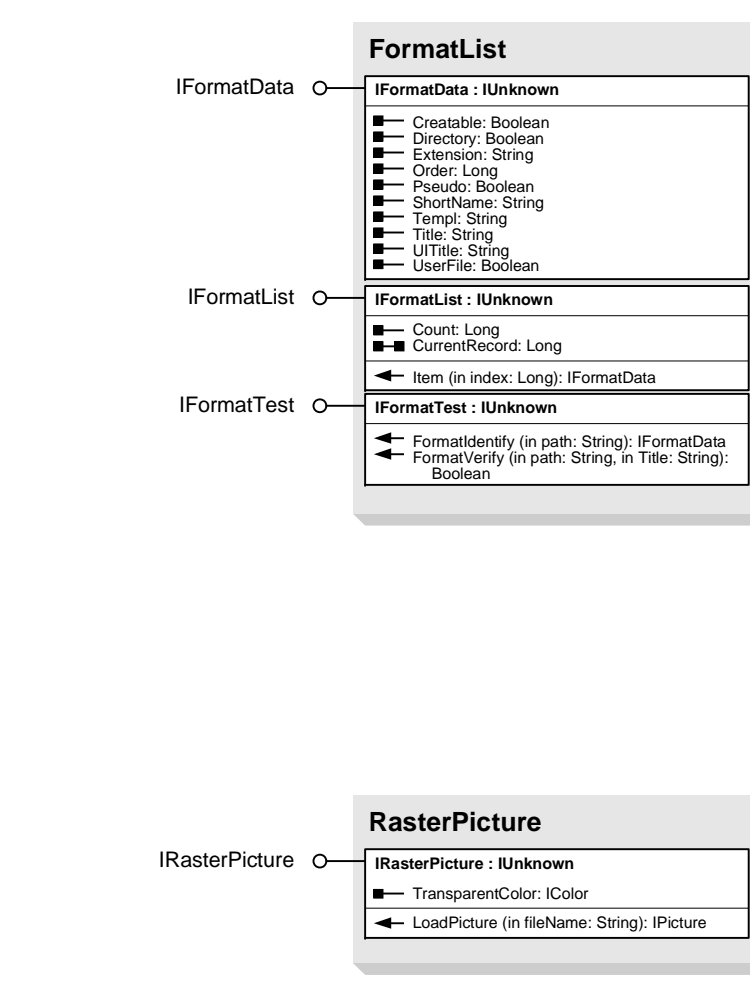 FormatList
IFormatData
IFormatData : IUnknown
Creatable: Boolean
Directory: Boolean
Extension: String
Order: Long
Pseudo: Boolean
ShortName: String
Templ: String
Title: String
UITitle: String
UserFile: Boolean
IFormatList
IFormatList : IUnknown
Count: Long
CurrentRecord: Long
Item (in index: Long): IFormatData
IFormatTest
IFormatTest : IUnknown
FormatIdentify (in path: String): IFormatData
FormatVerify (in path: String, in Title: String):
Boolean
RasterPicture
IRasterPicture
IRasterPicture : IUnknown
TransparentColor: IColor
LoadPicture (in fileName: String): IPicture